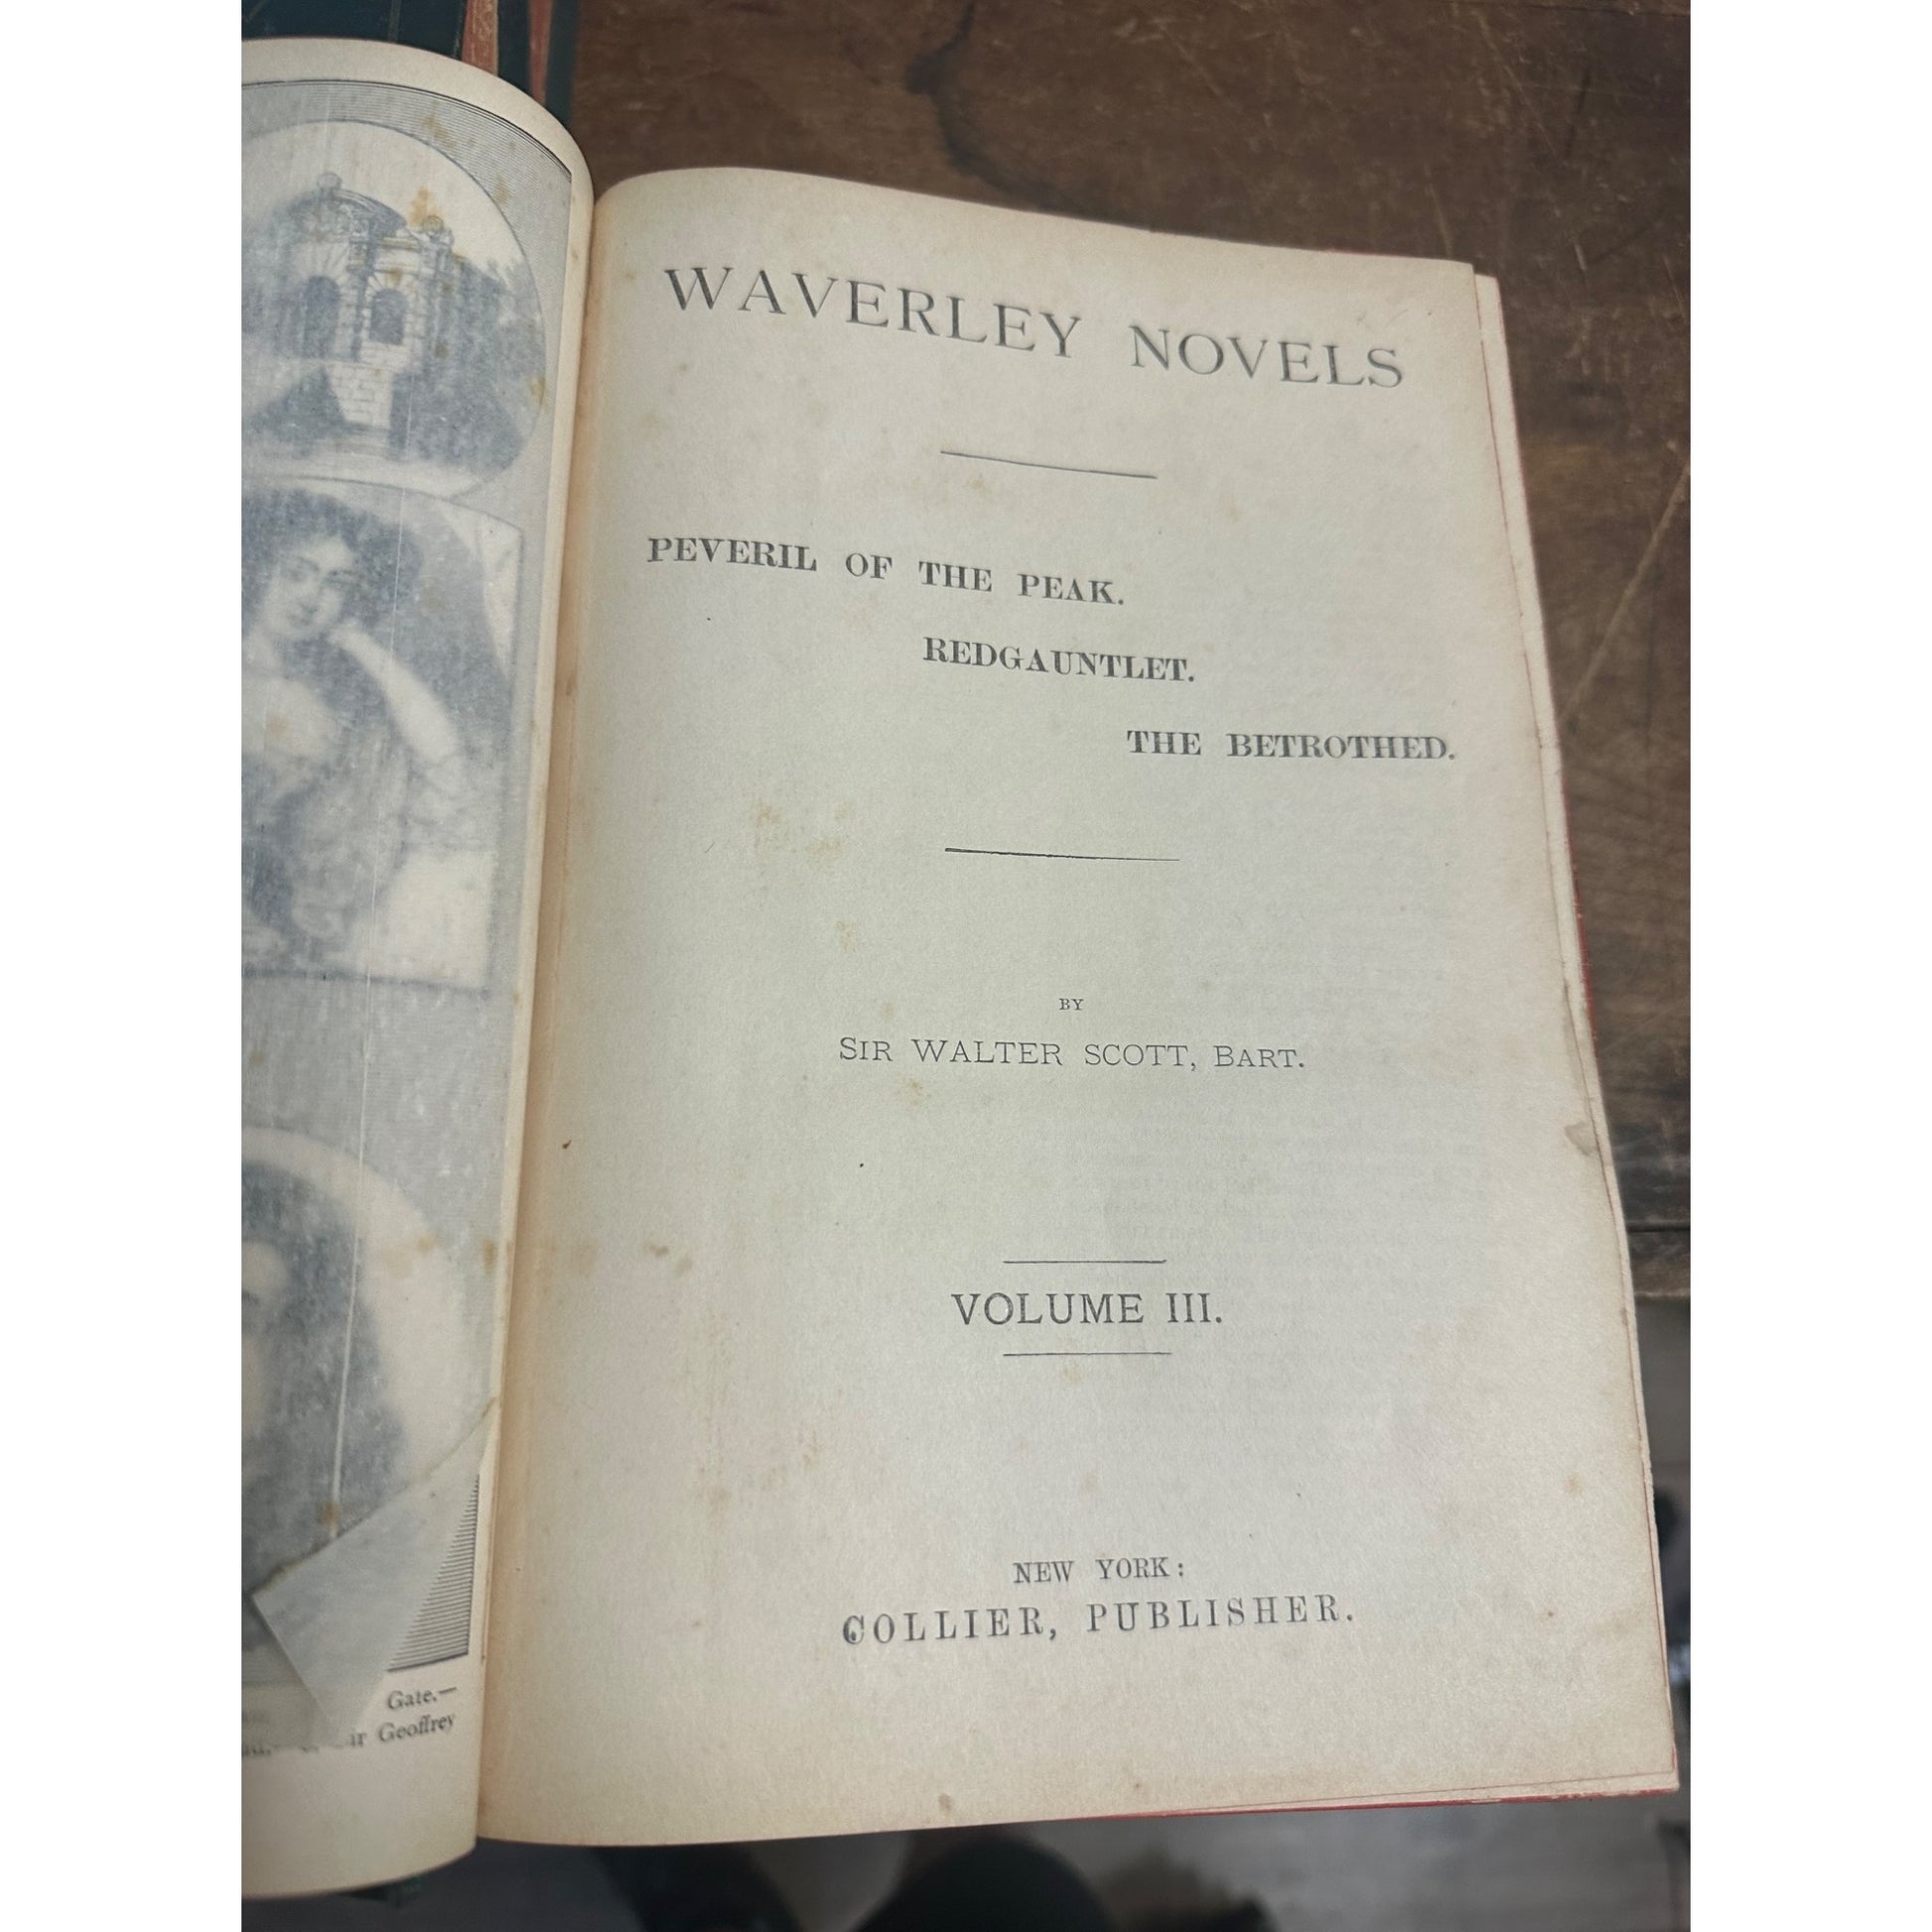 Gate.—
Geoffrey
WAVERLEY NOVELS
PEVERIL OF THE PEAK.
REDGAUNTLET.
THE BETROTHED.
BY
SIR WALTER SCOTT, BART.
VOLUME III.
NEW YORK:
COLLIER, PUBLISHER.